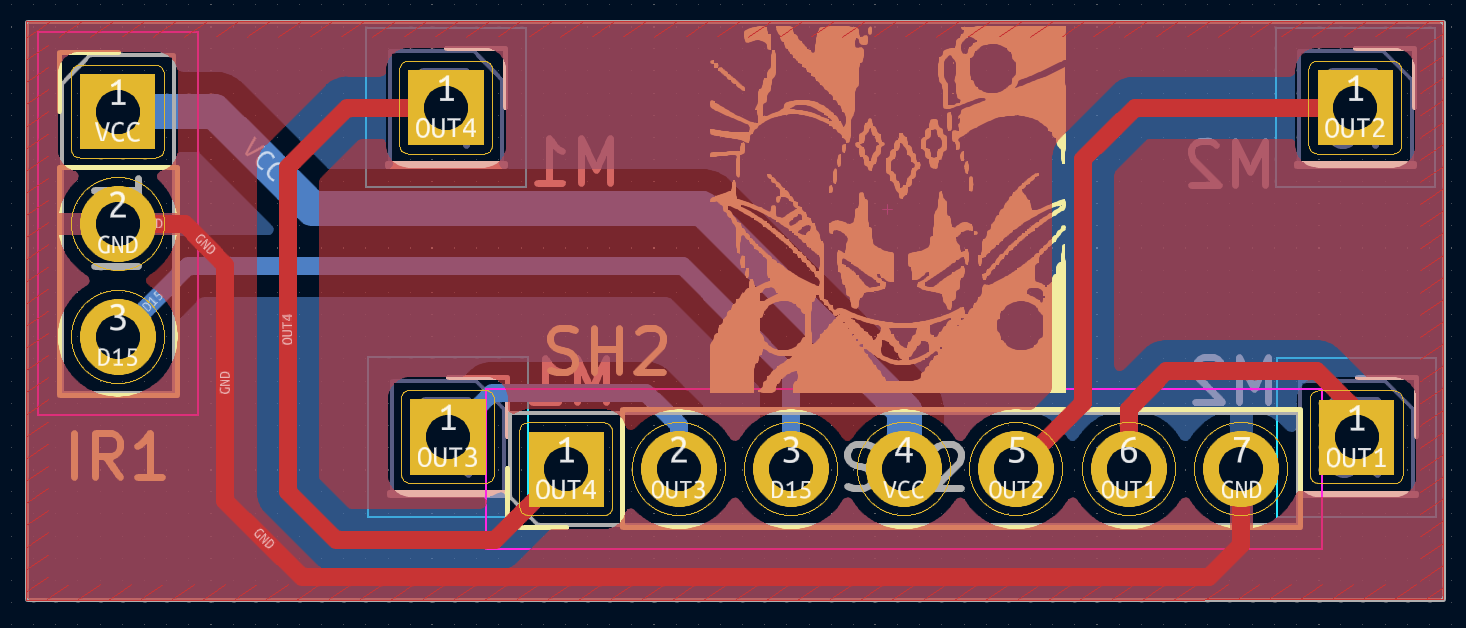 1
VCC
VCC
2
GND
D
GND
3
D15
D15
IR1
GND
GND
OUT4
1
OUT4
M1
SH2
1
OUT3
1
OUT4
2
OUT3
3
D15
4
VCC
5
OUT2
6
OUT1
7
GND
1
OUT2
M2
M2
1
OUT1